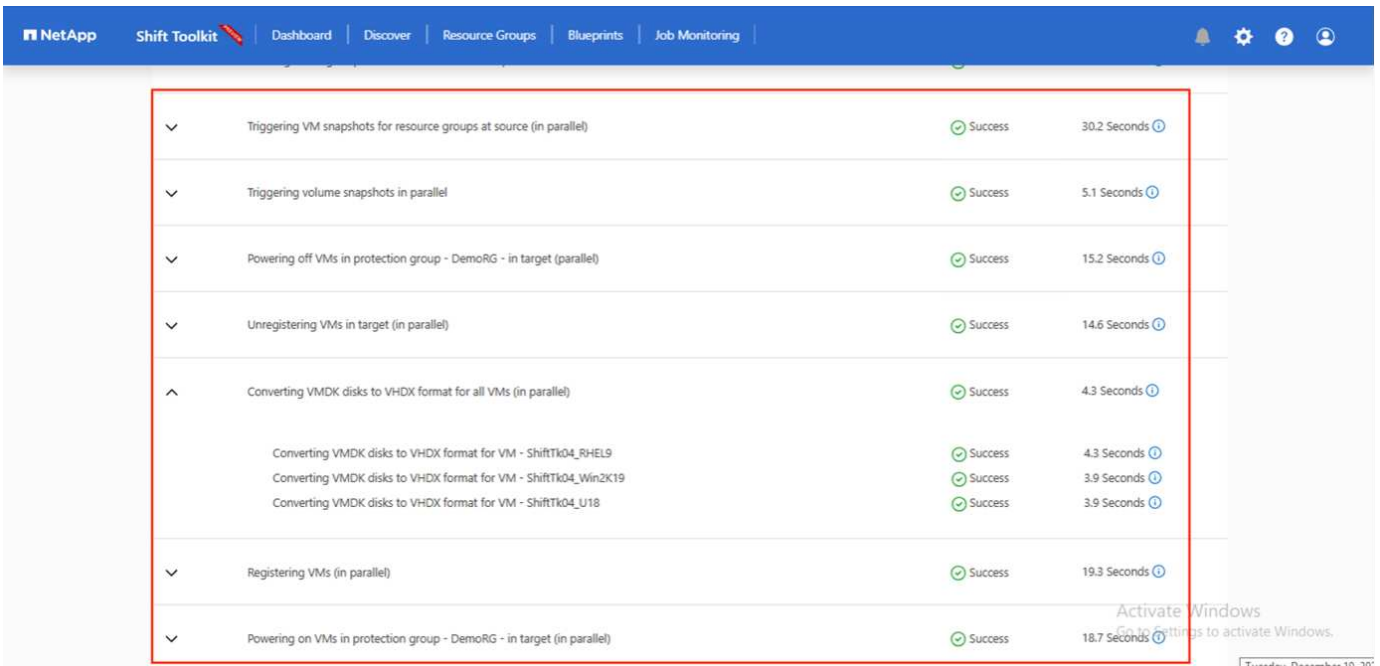 NetApp Shift Toolkit Dashboard Discover Resource Groups Blueprints Job Monitoring
Triggering VM snapshots for resource groups at source (in parallel) Success 30.2 Seconds
Triggering volume snapshots in parallel Success 5.1 Seconds
Powering off VMs in protection group - DemoRG - in target (parallel) Success 15.2 Seconds
Unregistering VMs in target (in parallel) Success 14.6 Seconds
Converting VMDK disks to VHDX format for all VMs (in parallel) Success 4.3 Seconds
Converting VMDK disks to VHDX format for VM - ShiftTk04_RHEL9 Success 4.3 Seconds
Converting VMDK disks to VHDX format for VM - ShiftTk04_Win2K19 Success 3.9 Seconds
Converting VMDK disks to VHDX format for VM - ShiftTk04_U18 Success 3.9 Seconds
Registering VMs (in parallel) Success 19.3 Seconds
Activate Windows
Powering on VMs in protection group - DemoRG - in target (in parallel) Success 18.7 Seconds
Go to Settings to activate Windows.
Tuesday, December 10,